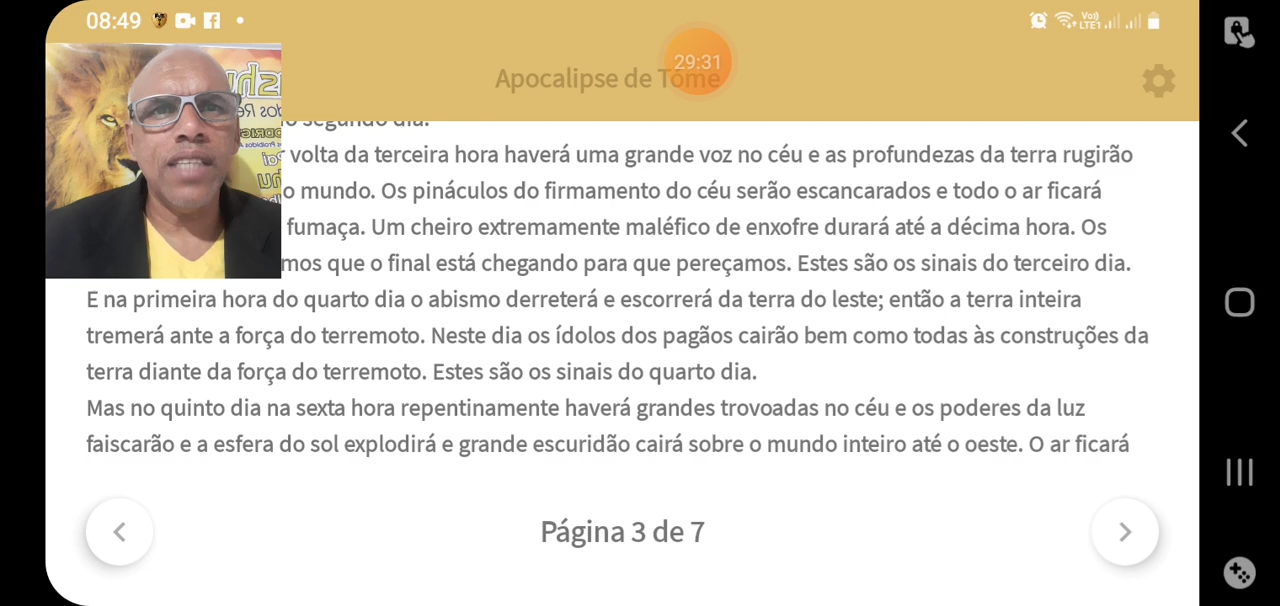 08:49
Vo)) LTE1
29:31
Apocalipse de Tomé
o segundo dia.
volta da terceira hora haverá uma grande voz no céu e as profundezas da terra rugirão
o mundo. Os pináculos do firmamento do céu serão escancarados e todo o ar ficará
fumaça. Um cheiro extremamente maléfico de enxofre durará até a décima hora. Os
mos que o final está chegando para que pereçamos. Estes são os sinais do terceiro dia.
E na primeira hora do quarto dia o abismo derreterá e escorrerá da terra do leste; então a terra inteira
tremerá ante a força do terremoto. Neste dia os ídolos dos pagãos cairão bem como todas às construções da
terra diante da força do terremoto. Estes são os sinais do quarto dia.
Mas no quinto dia na sexta hora repentinamente haverá grandes trovoadas no céu e os poderes da luz
faiscarão e a esfera do sol explodirá e grande escuridão cairá sobre o mundo inteiro até o oeste. O ar ficará
Página 3 de 7